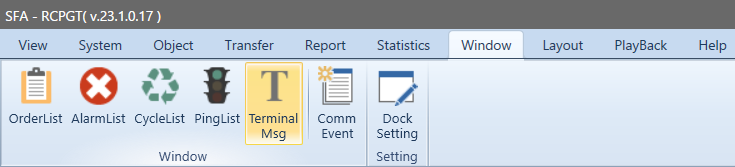 SFA - RCPGT( v.23.1.0.17 )
View System Object Transfer Report Statistics Window Layout PlayBack Help
OrderList AlarmList CycleList PingList Terminal Msg Comm Event Dock Setting
Window Setting